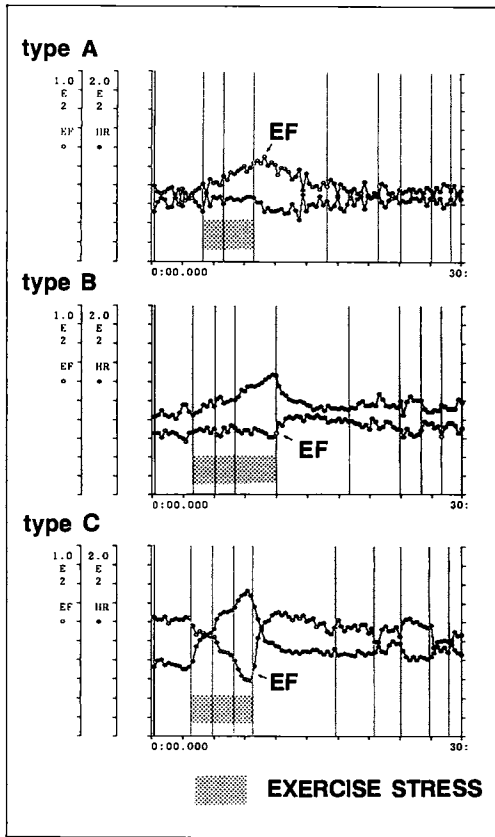 type A
1.0 2.0
E E
2 2
EF HR
EF
0:00.000 30:
type B
1.0 2.0
E E
2 2
EF HR
EF
0:00.000 30:
type C
1.0 2.0
E E
2 2
EF HR
EF
0:00.000 30:
EXERCISE STRESS